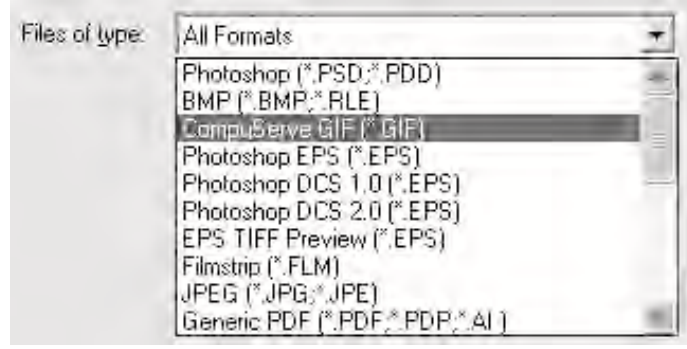 Files of type: All Formats
Photoshop (*.PSD;*.PDD)
BMP (*.BMP;*.RLE)
CompuServe GIF (*.GIF)
Photoshop EPS (*.EPS)
Photoshop DCS 1.0 (*.EPS)
Photoshop DCS 2.0 (*.EPS)
EPS TIFF Preview (*.EPS)
Filmstrip (*.FLM)
JPEG (*.JPG;*.JPE)
Generic PDF (*.PDF;*.PDP;*.AI)